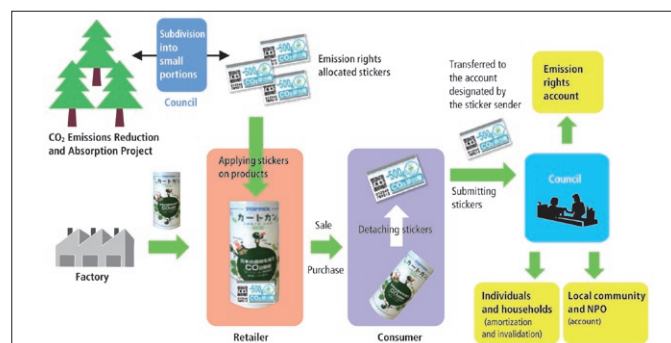 Subdivision
into
small
portions
Council
Emission rights
allocated stickers
CO₂ Emissions Reduction
and Absorption Project
Transferred to
the account
designated by
the sticker sender
Emission
rights
account
Applying stickers
on products
Submitting
stickers
Council
Detaching stickers
カートカン
Sale
Purchase
Factory
Retailer
Consumer
Individuals
and households
(amortization
and invalidation)
Local community
and NPO
(account)